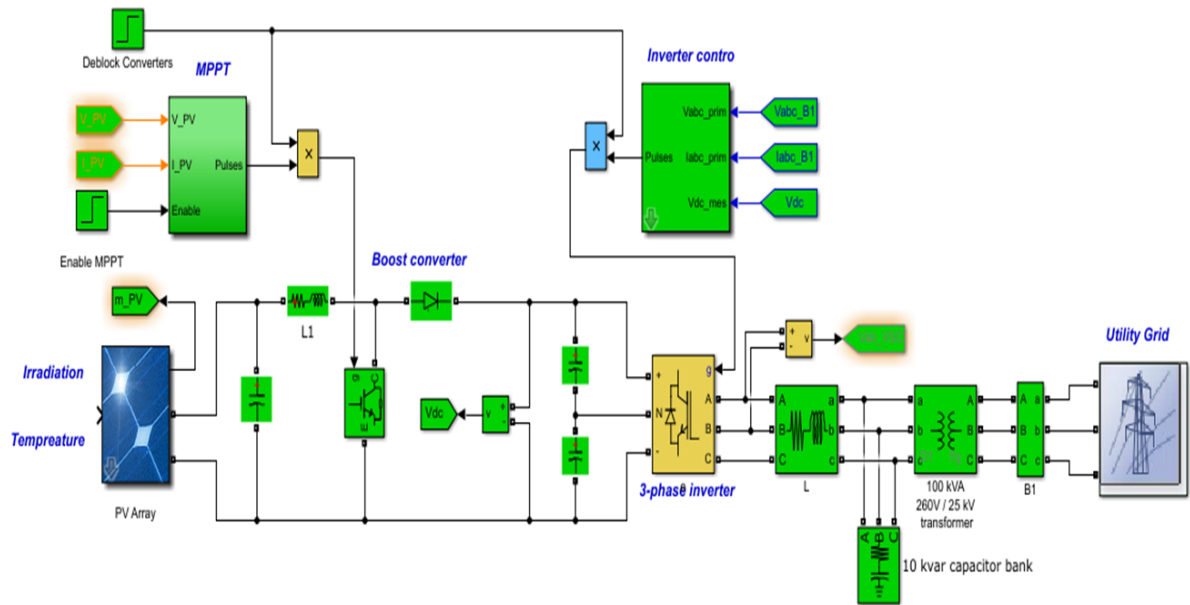 Deblock Converters
MPPT
V_PV
V_PV
I_PV
I_PV
Pulses
Enable
Enable MPPT
x
x
Inverter contro
Vabc_prim
Vabc_B1
Pulses
Iabc_prim
Iabc_B1
Vdc_mes
Vdc
Boost converter
m_PV
L1
Irradiation
Tempreature
PV Array
g
C
E
Vdc
v
+
-
+
N
-
g
A
B
C
3-phase inverter
+
-
v
A
B
C
a
b
c
L
a
b
c
A
B
C
100 kVA
260V / 25 kV
transformer
A
B
C
a
b
c
B1
Utility Grid
A
B
C
10 kvar capacitor bank